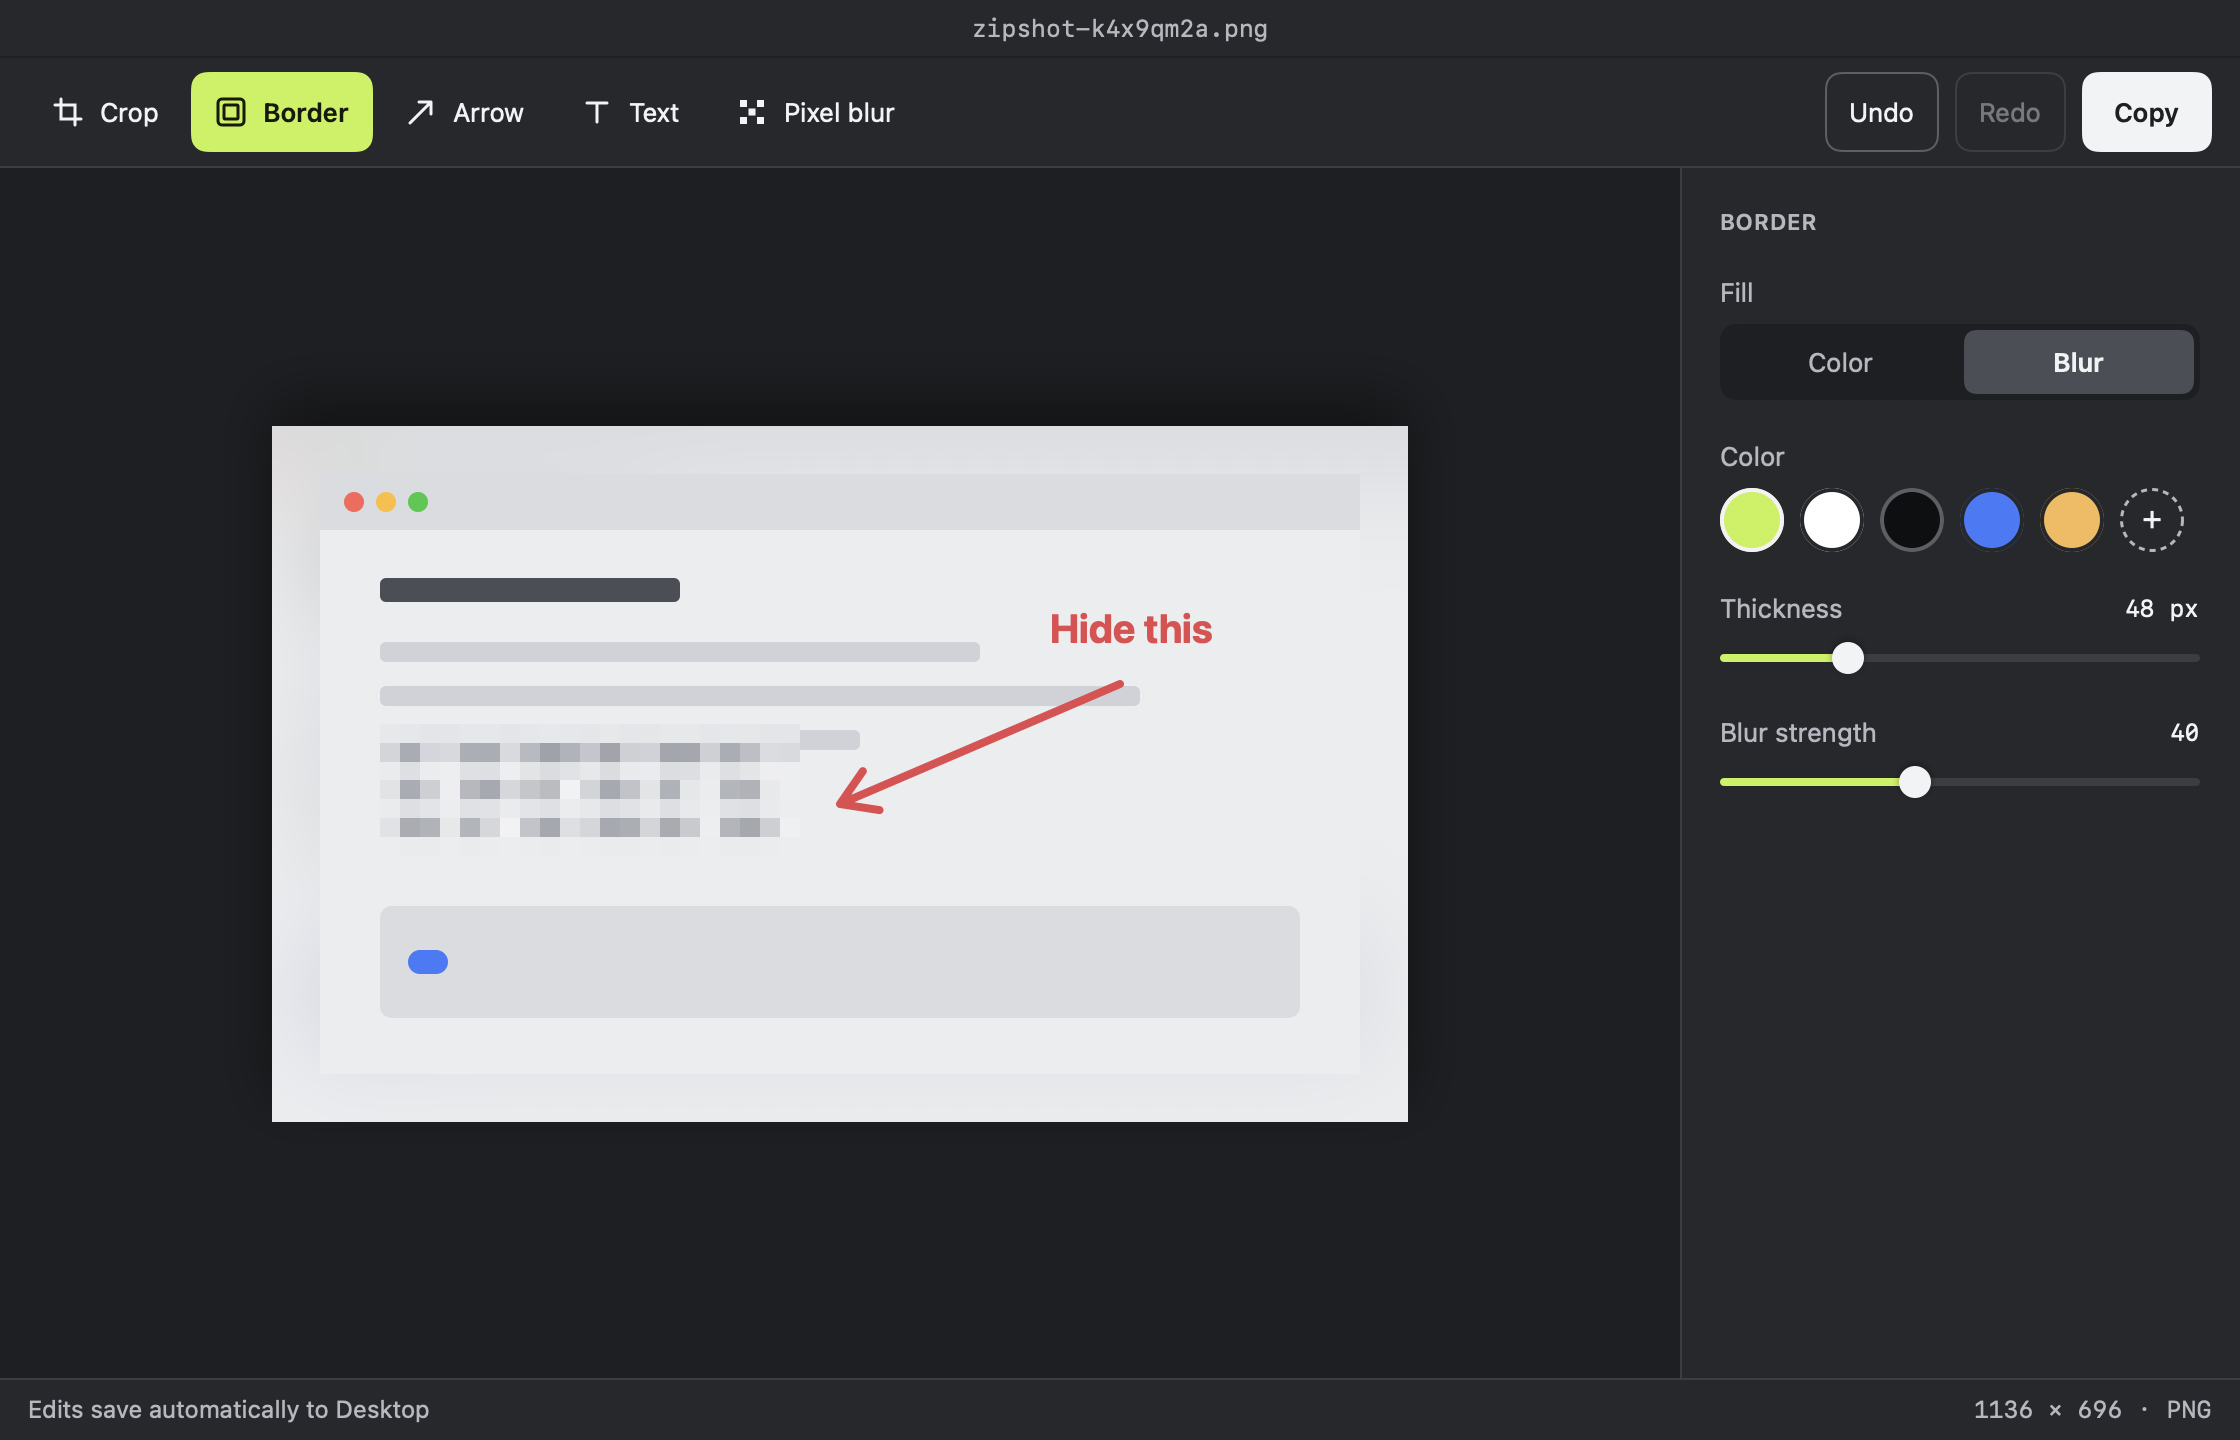 zipshot-k4x9qm2a.png
Crop Border Arrow Text Pixel blur Undo Redo Copy
BORDER
Fill
Color Blur
Color
+
Thickness 48 px
Blur strength 40
Hide this
Edits save automatically to Desktop 1136 × 696 · PNG